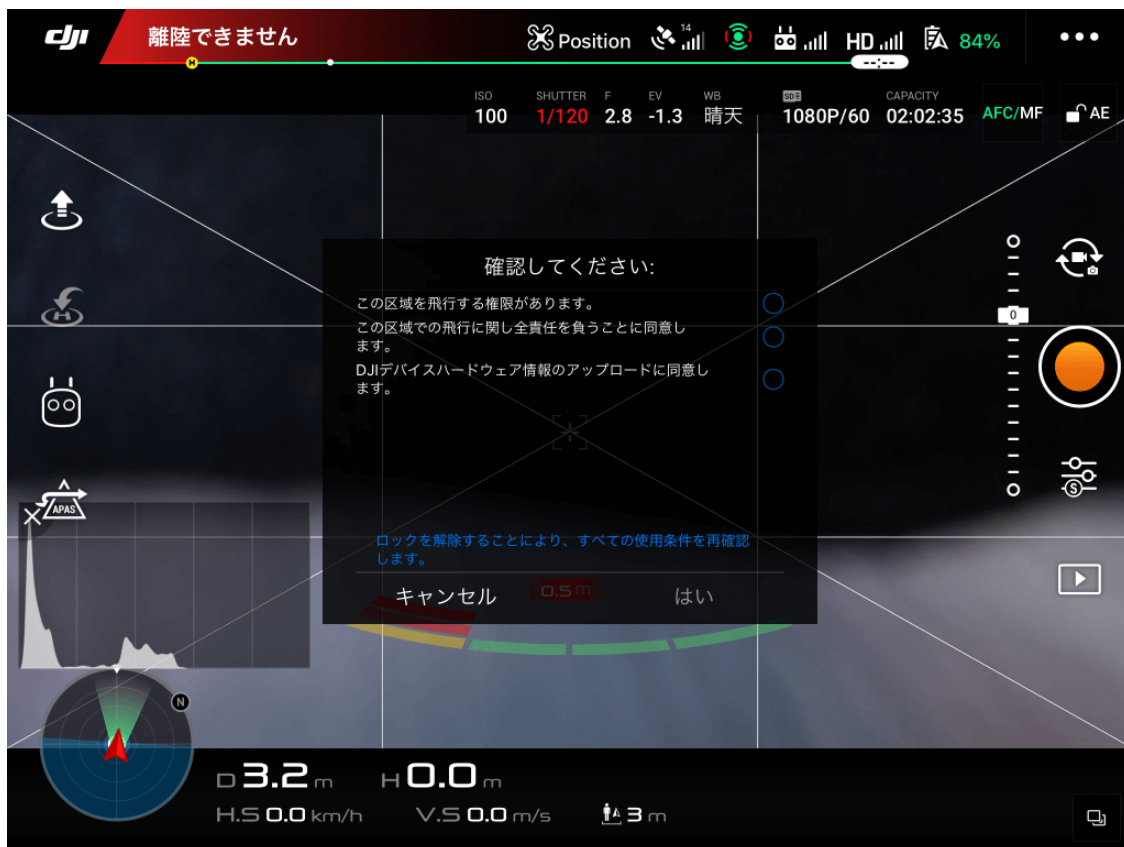 dji 離陸できません Position 14 HD 84%
H --:--
ISO SHUTTER F EV WB SD CAPACITY
100 1/120 2.8 -1.3 晴天 1080P/60 02:02:35 AFC/MF AE
確認してください:
この区域を飛行する権限があります。
この区域での飛行に関し全責任を負うことに同意し
ます。
DJIデバイスハードウェア情報のアップロードに同意し
ます。
0
S
APAS
ロックを解除することにより、すべての使用条件を再確認
します。
キャンセル 0.5m はい
N
D 3.2 m H 0.0 m
H.S 0.0 km/h V.S 0.0 m/s 3 m